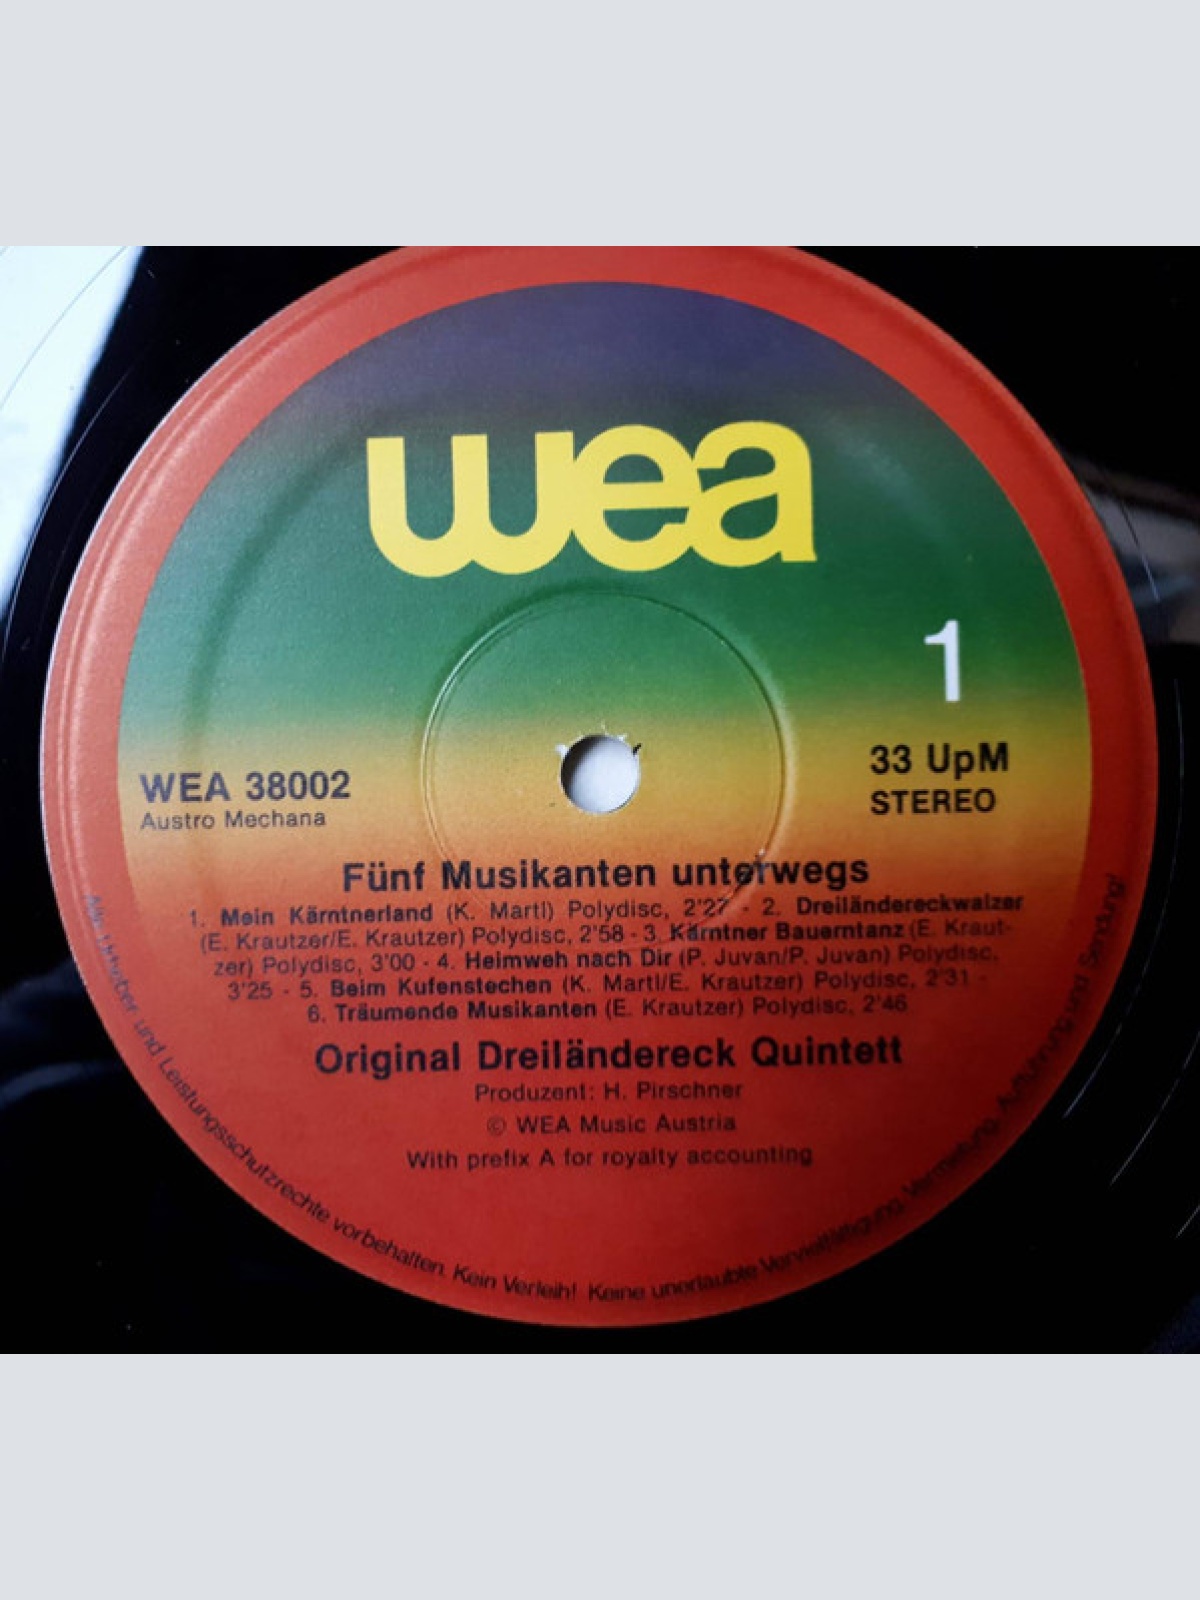 wea
1
WEA 38002
Austro Mechana
33 UpM
STEREO
Fünf Musikanten unterwegs
1. Mein Kärntnerland (K. Martl) Polydisc, 2'27 - 2. Dreiländereckwalzer
(E. Krautzer/E. Krautzer) Polydisc, 2'58 - 3. Kärntner Bauerntanz (E. Kraut-
zer) Polydisc, 3'00 - 4. Heimweh nach Dir (P. Juvan/P. Juvan) Polydisc,
3'25 - 5. Beim Kufenstechen (K. Martl/E. Krautzer) Polydisc, 2'31 -
6. Träumende Musikanten (E. Krautzer) Polydisc, 2'46
Original Dreiländereck Quintett
Produzent: H. Pirschner
© WEA Music Austria
With prefix A for royalty accounting
Alle Urheber- und Leistungsschutzrechte vorbehalten. Kein Verleih! Keine unerlaubte Vervielfältigung, Vermietung, Aufführung und Sendung!